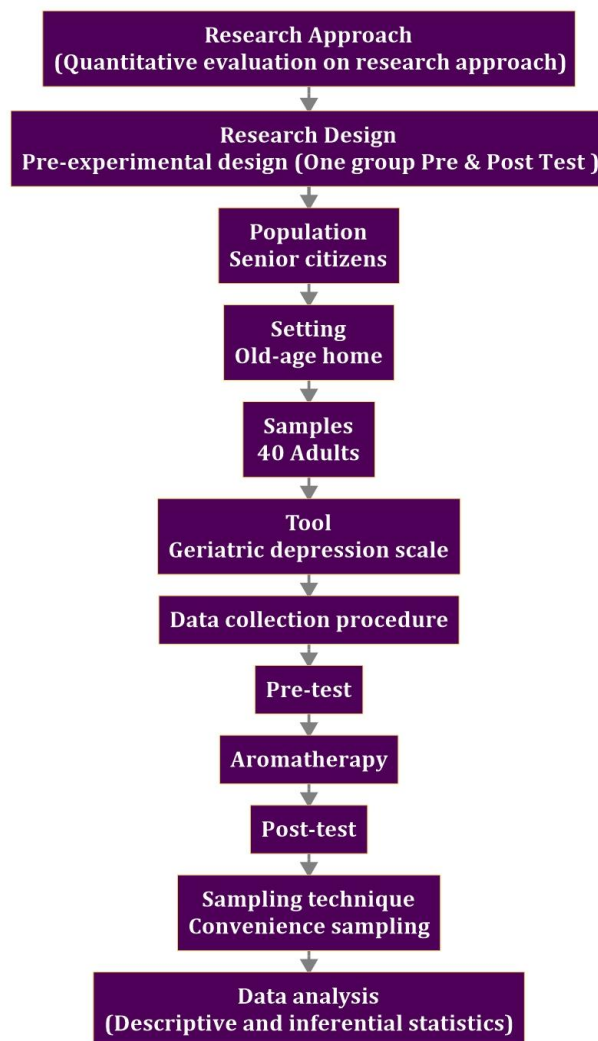 Research Approach
(Quantitative evaluation on research approach)
Research Design
Pre-experimental design (One group Pre & Post Test )
Population
Senior citizens
Setting
Old-age home
Samples
40 Adults
Tool
Geriatric depression scale
Data collection procedure
Pre-test
Aromatherapy
Post-test
Sampling technique
Convenience sampling
Data analysis
(Descriptive and inferential statistics)